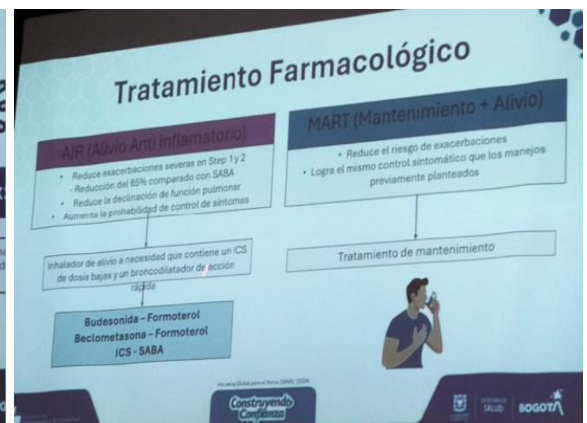 Tratamiento Farmacológico
AIR (Alivio Anti inflamatorio)
• Reduce exacerbaciones severas en Step 1 y 2
- Reducción del 65% comparado con SABA
• Reduce la declinación de función pulmonar
• Aumenta la probabilidad de control de síntomas
Inhalador de alivio a necesidad que contiene un ICS
de dosis bajas y un broncodilatador de acción
rápida
Budesonida – Formoterol
Beclometasona - Formoterol
ICS - SABA
MART (Mantenimiento + Alivio)
• Reduce el riesgo de exacerbaciones
• Logra el mismo control sintomático que los manejos
previamente planteados
Tratamiento de mantenimiento
Construyendo
Confianza
SALUD
BOGOTÁ